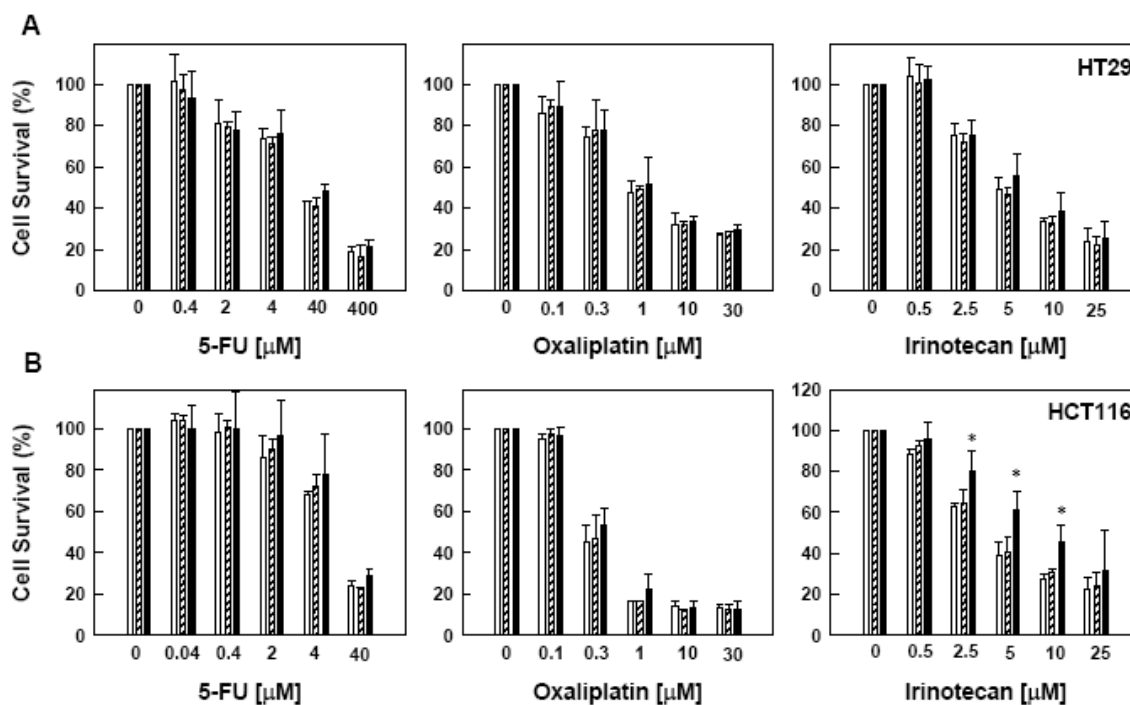 A
Cell Survival (%)
100
80
60
40
20
0
0 0.4 2 4 40 400
5-FU [μM]
100
80
60
40
20
0
0 0.1 0.3 1 10 30
Oxaliplatin [μM]
HT29
100
80
60
40
20
0
0 0.5 2.5 5 10 25
Irinotecan [μM]
B
Cell Survival (%)
100
80
60
40
20
0
0 0.04 0.4 2 4 40
5-FU [μM]
100
80
60
40
20
0
0 0.1 0.3 1 10 30
Oxaliplatin [μM]
HCT116
120
100
80
60
40
20
0
* * *
0 0.5 2.5 5 10 25
Irinotecan [μM]